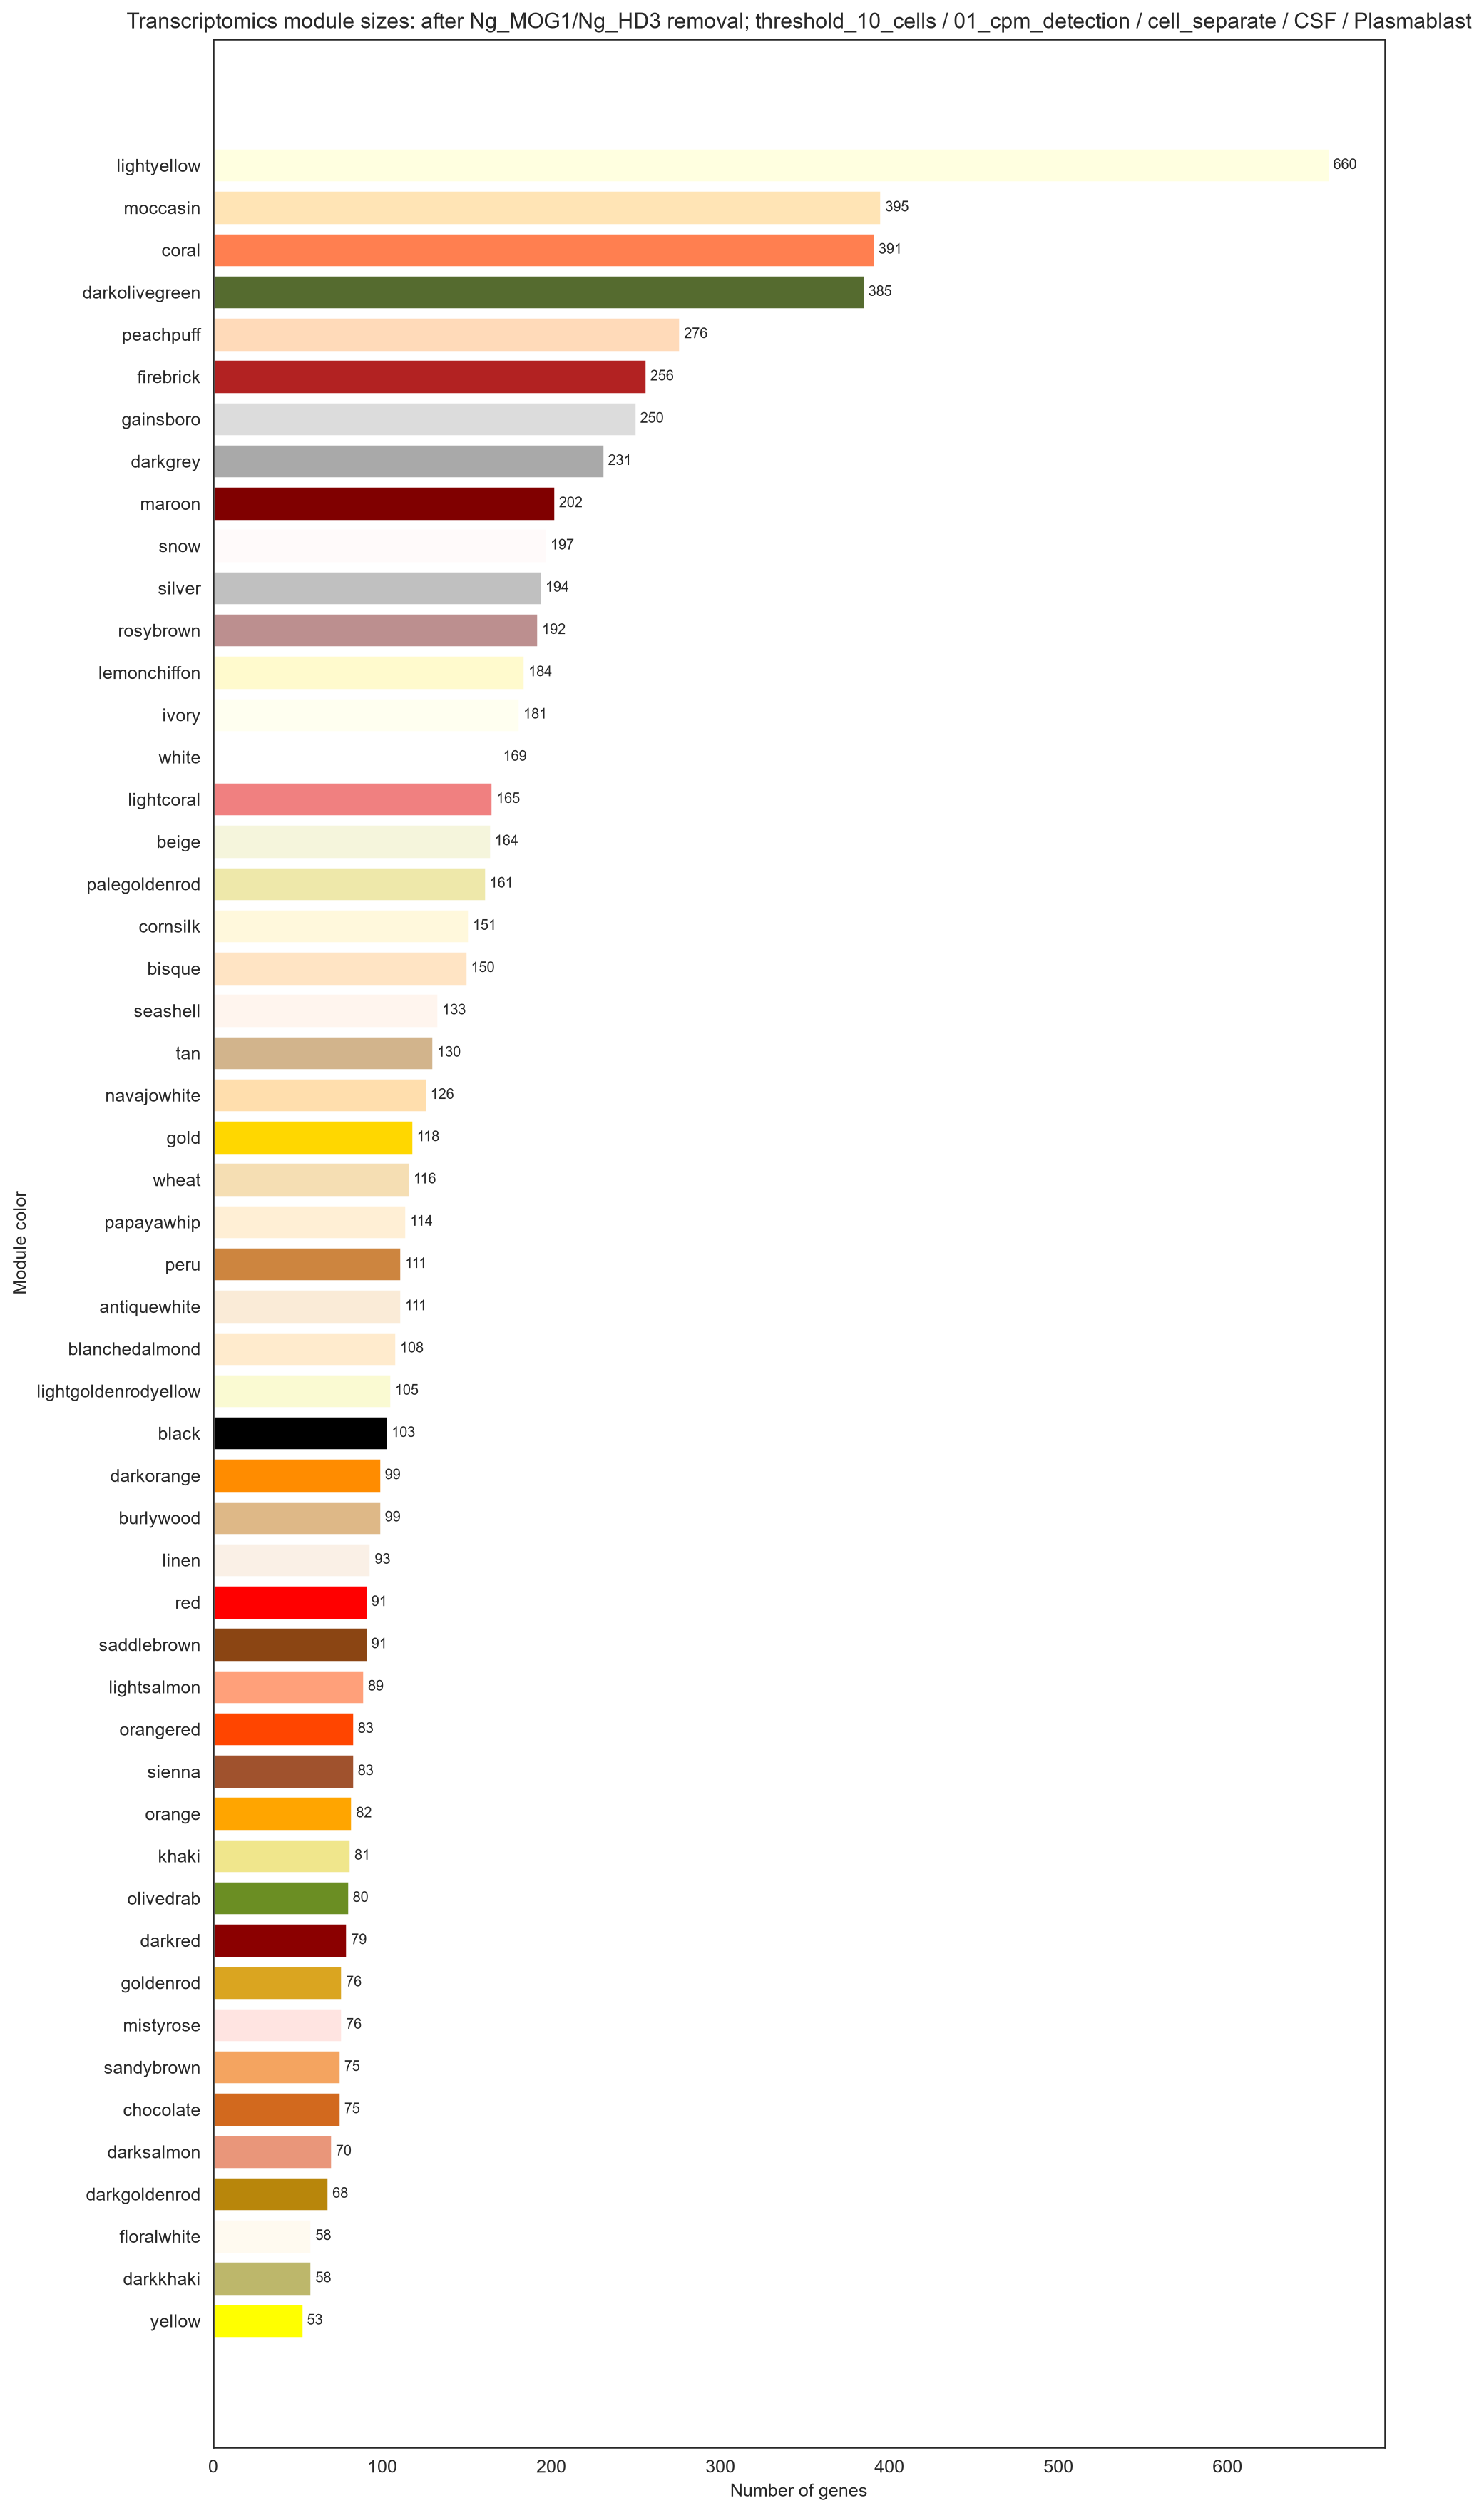 Transcriptomics module sizes: after Ng_MOG1/Ng_HD3 removal; threshold_10_cells / 01_cpm_detection / cell_separate / CSF / Plasmablast
lightyellow 660
moccasin 395
coral 391
darkolivegreen 385
peachpuff 276
firebrick 256
gainsboro 250
darkgrey 231
maroon 202
snow 197
silver 194
rosybrown 192
lemonchiffon 184
ivory 181
white 169
lightcoral 165
beige 164
palegoldenrod 161
cornsilk 151
bisque 150
seashell 133
tan 130
navajowhite 126
gold 118
wheat 116
papayawhip 114
peru 111
antiquewhite 111
blanchedalmond 108
lightgoldenrodyellow 105
black 103
darkorange 99
burlywood 99
linen 93
red 91
saddlebrown 91
lightsalmon 89
orangered 83
sienna 83
orange 82
khaki 81
olivedrab 80
darkred 79
goldenrod 76
mistyrose 76
sandybrown 75
chocolate 75
darksalmon 70
darkgoldenrod 68
floralwhite 58
darkkhaki 58
yellow 53
Module color
0 100 200 300 400 500 600
Number of genes